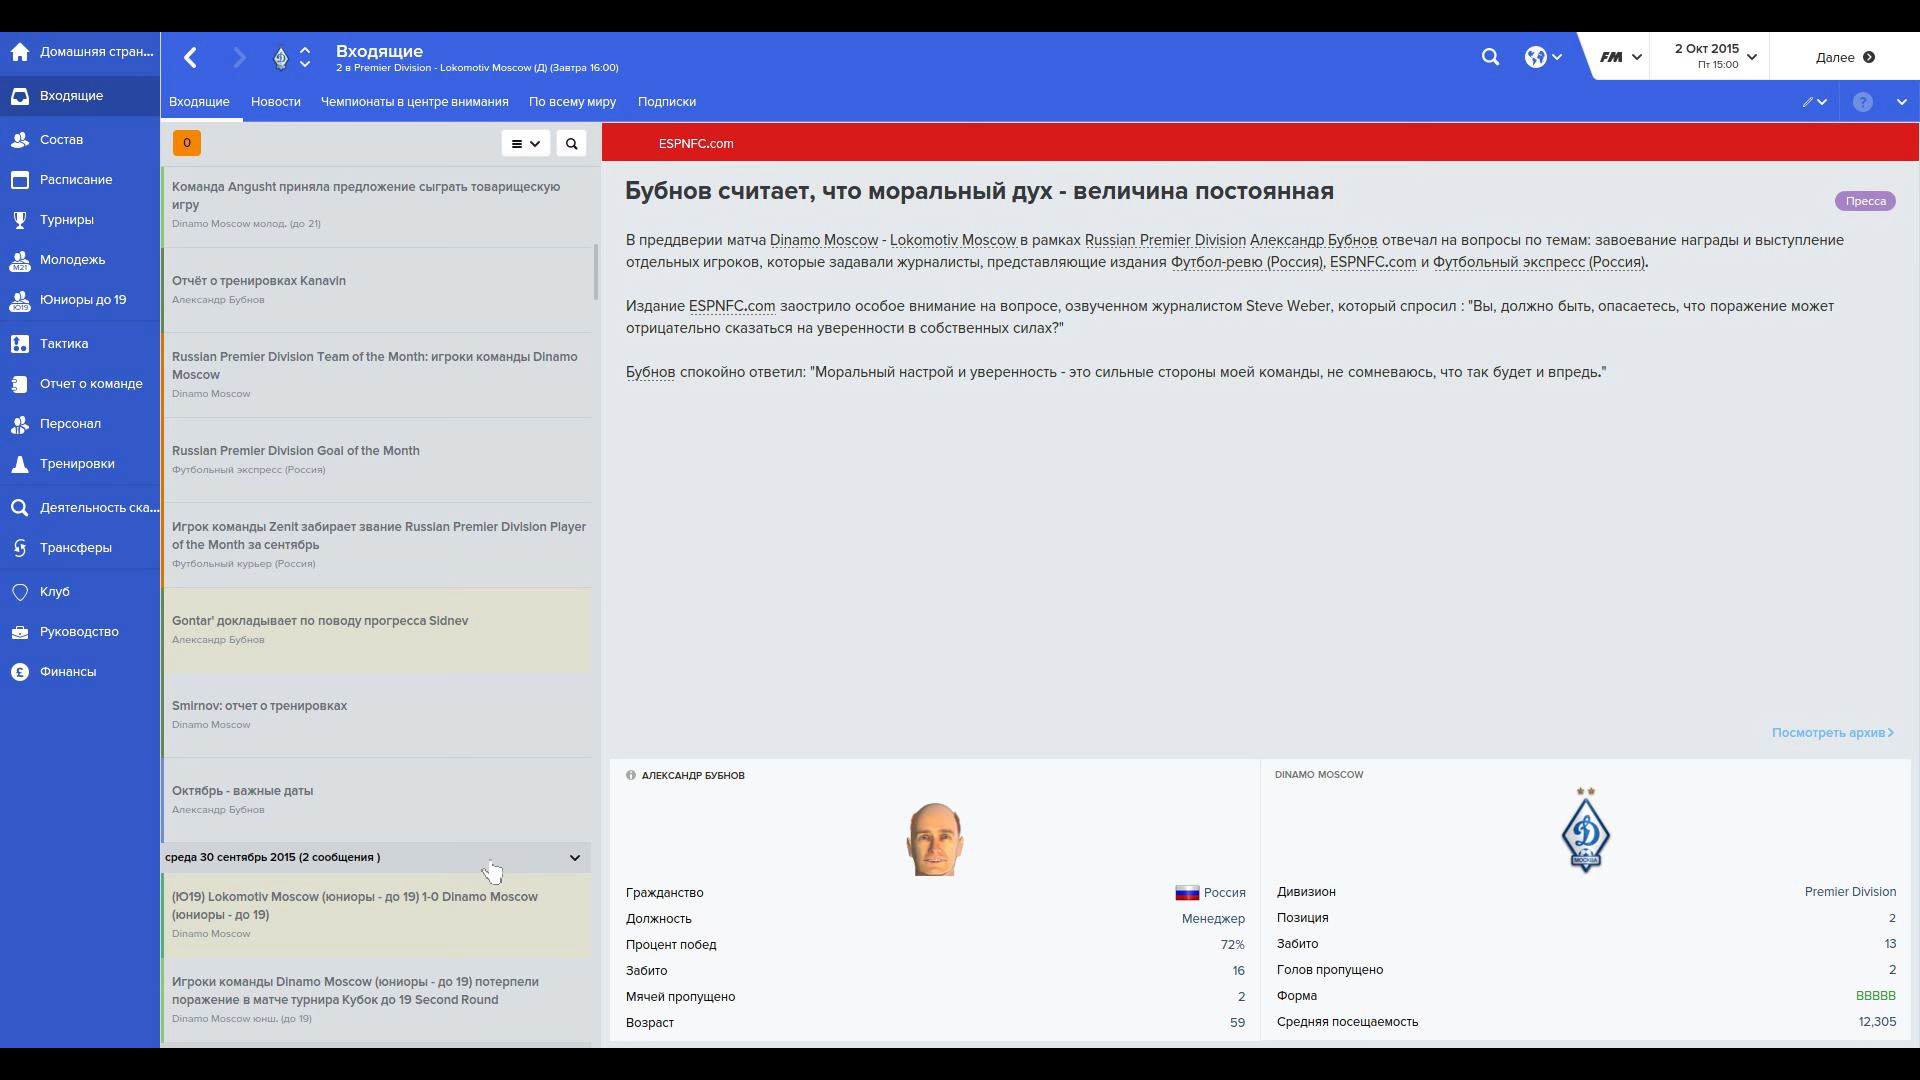 Домашняя стран...
Входящие
Состав
Расписание
Турниры
М21
Молодежь
Ю19
Юниоры до 19
Тактика
Отчет о команде
Персонал
Тренировки
Деятельность ска...
Трансферы
Клуб
Руководство
Финансы
Входящие
2 в Premier Division - Lokomotiv Moscow (Д) (Завтра 16:00)
FM
2 Окт 2015
Пт 15:00
Далее
Входящие Новости Чемпионаты в центре внимания По всему миру Подписки
?
0
Команда Angusht приняла предложение сыграть товарищескую
игру
Dinamo Moscow молод. (до 21)
Отчёт о тренировках Kanavin
Александр Бубнов
Russian Premier Division Team of the Month: игроки команды Dinamo
Moscow
Dinamo Moscow
Russian Premier Division Goal of the Month
Футбольный экспресс (Россия)
Игрок команды Zenit забирает звание Russian Premier Division Player
of the Month за сентябрь
Футбольный курьер (Россия)
Gontar' докладывает по поводу прогресса Sidnev
Александр Бубнов
Smirnov: отчет о тренировках
Dinamo Moscow
Октябрь - важные даты
Александр Бубнов
среда 30 сентябрь 2015 (2 сообщения )
(Ю19) Lokomotiv Moscow (юниоры - до 19) 1-0 Dinamo Moscow
(юниоры - до 19)
Dinamo Moscow
Игроки команды Dinamo Moscow (юниоры - до 19) потерпели
поражение в матче турнира Кубок до 19 Second Round
Dinamo Moscow юнш. (до 19)
ESPNFC.com
Бубнов считает, что моральный дух - величина постоянная
Пресса
В преддверии матча Dinamo Moscow - Lokomotiv Moscow в рамках Russian Premier Division Александр Бубнов отвечал на вопросы по темам: завоевание награды и выступление
отдельных игроков, которые задавали журналисты, представляющие издания Футбол-ревю (Россия), ESPNFC.com и Футбольный экспресс (Россия).
Издание ESPNFC.com заострило особое внимание на вопросе, озвученном журналистом Steve Weber, который спросил : "Вы, должно быть, опасаетесь, что поражение может
отрицательно сказаться на уверенности в собственных силах?"
Бубнов спокойно ответил: "Моральный настрой и уверенность - это сильные стороны моей команды, не сомневаюсь, что так будет и впредь."
Посмотреть архив
АЛЕКСАНДР БУБНОВ
Гражданство Россия
Должность Менеджер
Процент побед 72%
Забито 16
Мячей пропущено 2
Возраст 59
DINAMO MOSCOW
Д
МОСКВА
Дивизион Premier Division
Позиция 2
Забито 13
Голов пропущено 2
Форма ВВВВВ
Средняя посещаемость 12,305